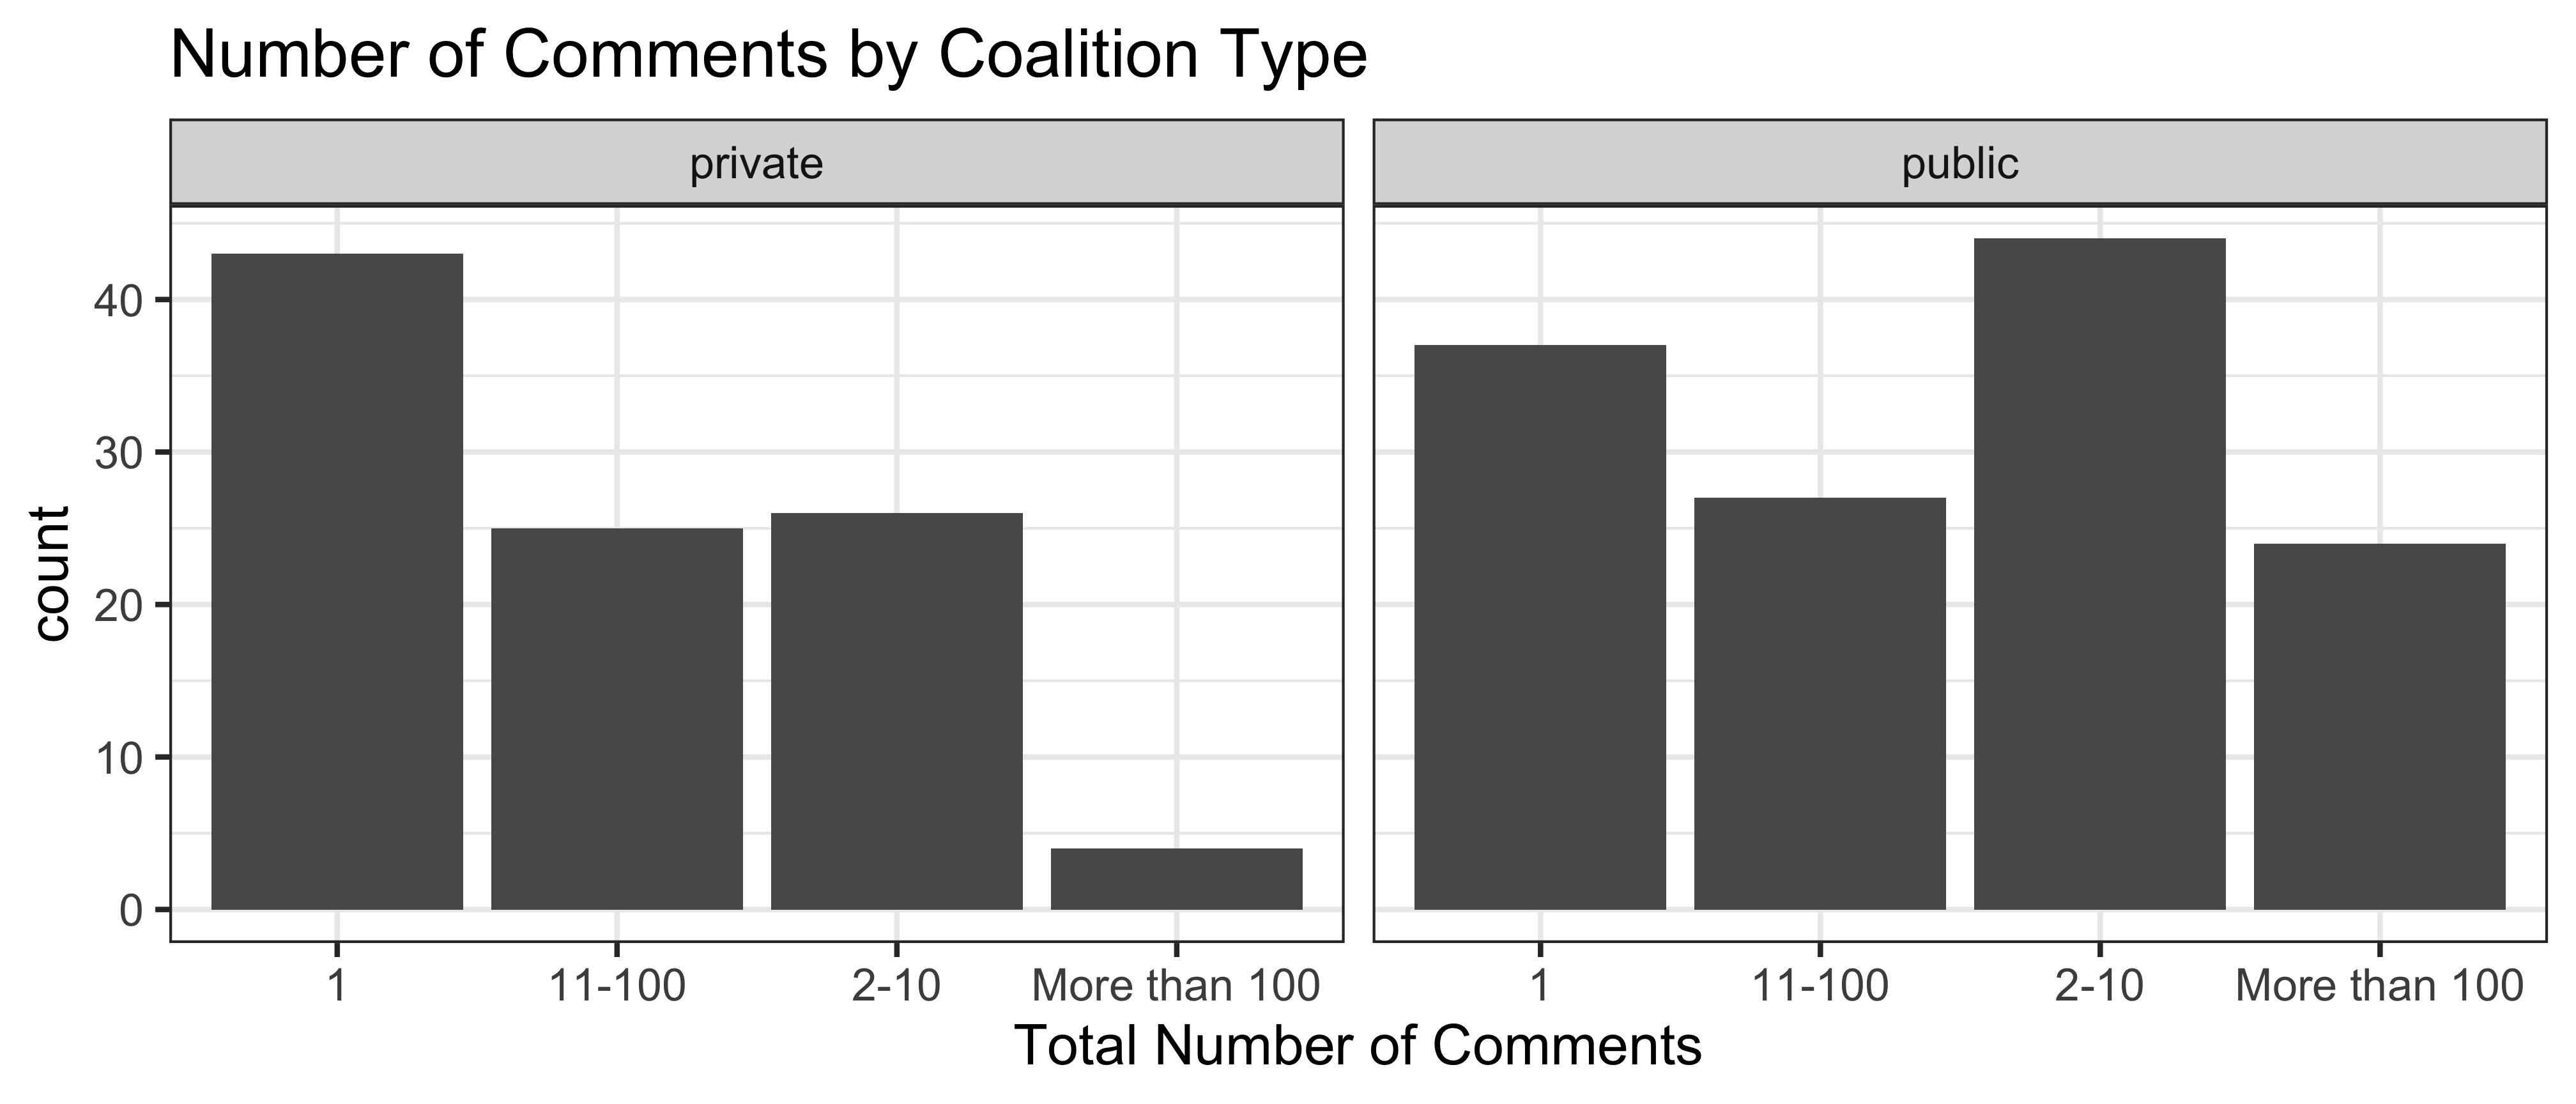 Number of Comments by Coalition Type
private
public
count
40
30
20
10
0
1 11-100 2-10 More than 100
1 11-100 2-10 More than 100
Total Number of Comments